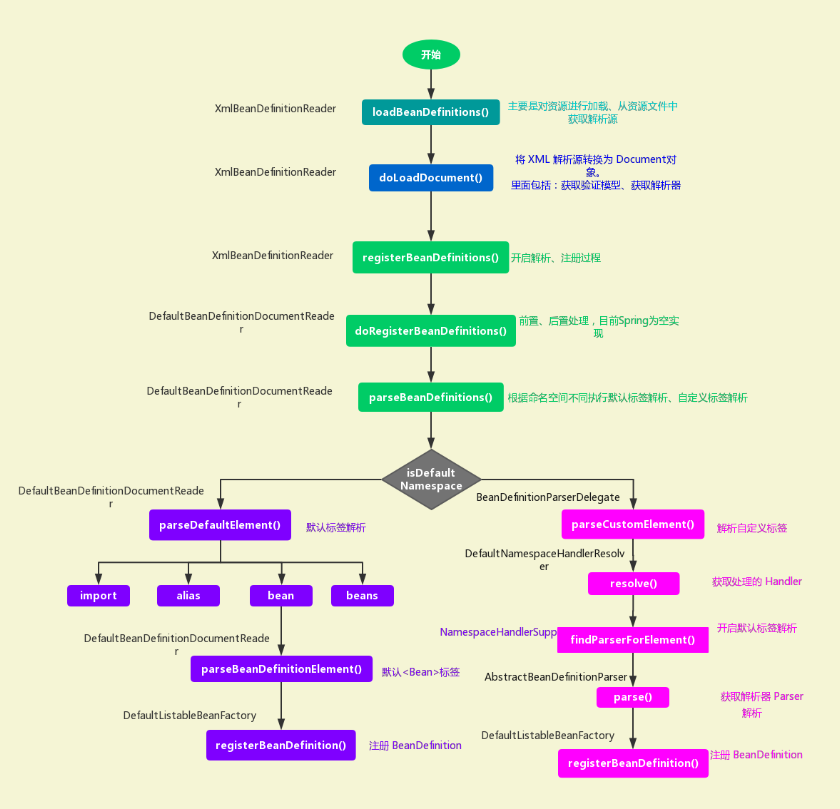 开始
XmlBeanDefinitionReader
loadBeanDefinitions()
主要是对资源进行加载、从资源文件中
获取解析源
XmlBeanDefinitionReader
doLoadDocument()
将 XML 解析源转换为 Document对
象。
里面包括：获取验证模型、获取解析器
XmlBeanDefinitionReader
registerBeanDefinitions()
开启解析、注册过程
DefaultBeanDefinitionDocumentReade
r
doRegisterBeanDefinitions()
前置、后置处理，目前Spring为空实
现
DefaultBeanDefinitionDocumentReade
r
parseBeanDefinitions()
根据命名空间不同执行默认标签解析、自定义标签解析
isDefault
Namespace
DefaultBeanDefinitionDocumentReade
r
parseDefaultElement()
默认标签解析
import
alias
bean
beans
DefaultBeanDefinitionDocumentReade
r
parseBeanDefinitionElement()
默认<Bean>标签
DefaultListableBeanFactory
registerBeanDefinition()
注册 BeanDefinition
BeanDefinitionParserDelegate
parseCustomElement()
解析自定义标签
DefaultNamespaceHandlerResolv
er
resolve()
获取处理的 Handler
NamespaceHandlerSupp
findParserForElement()
开启默认标签解析
AbstractBeanDefinitionParser
parse()
获取解析器 Parser
解析
DefaultListableBeanFactory
registerBeanDefinition()
注册 BeanDefinition